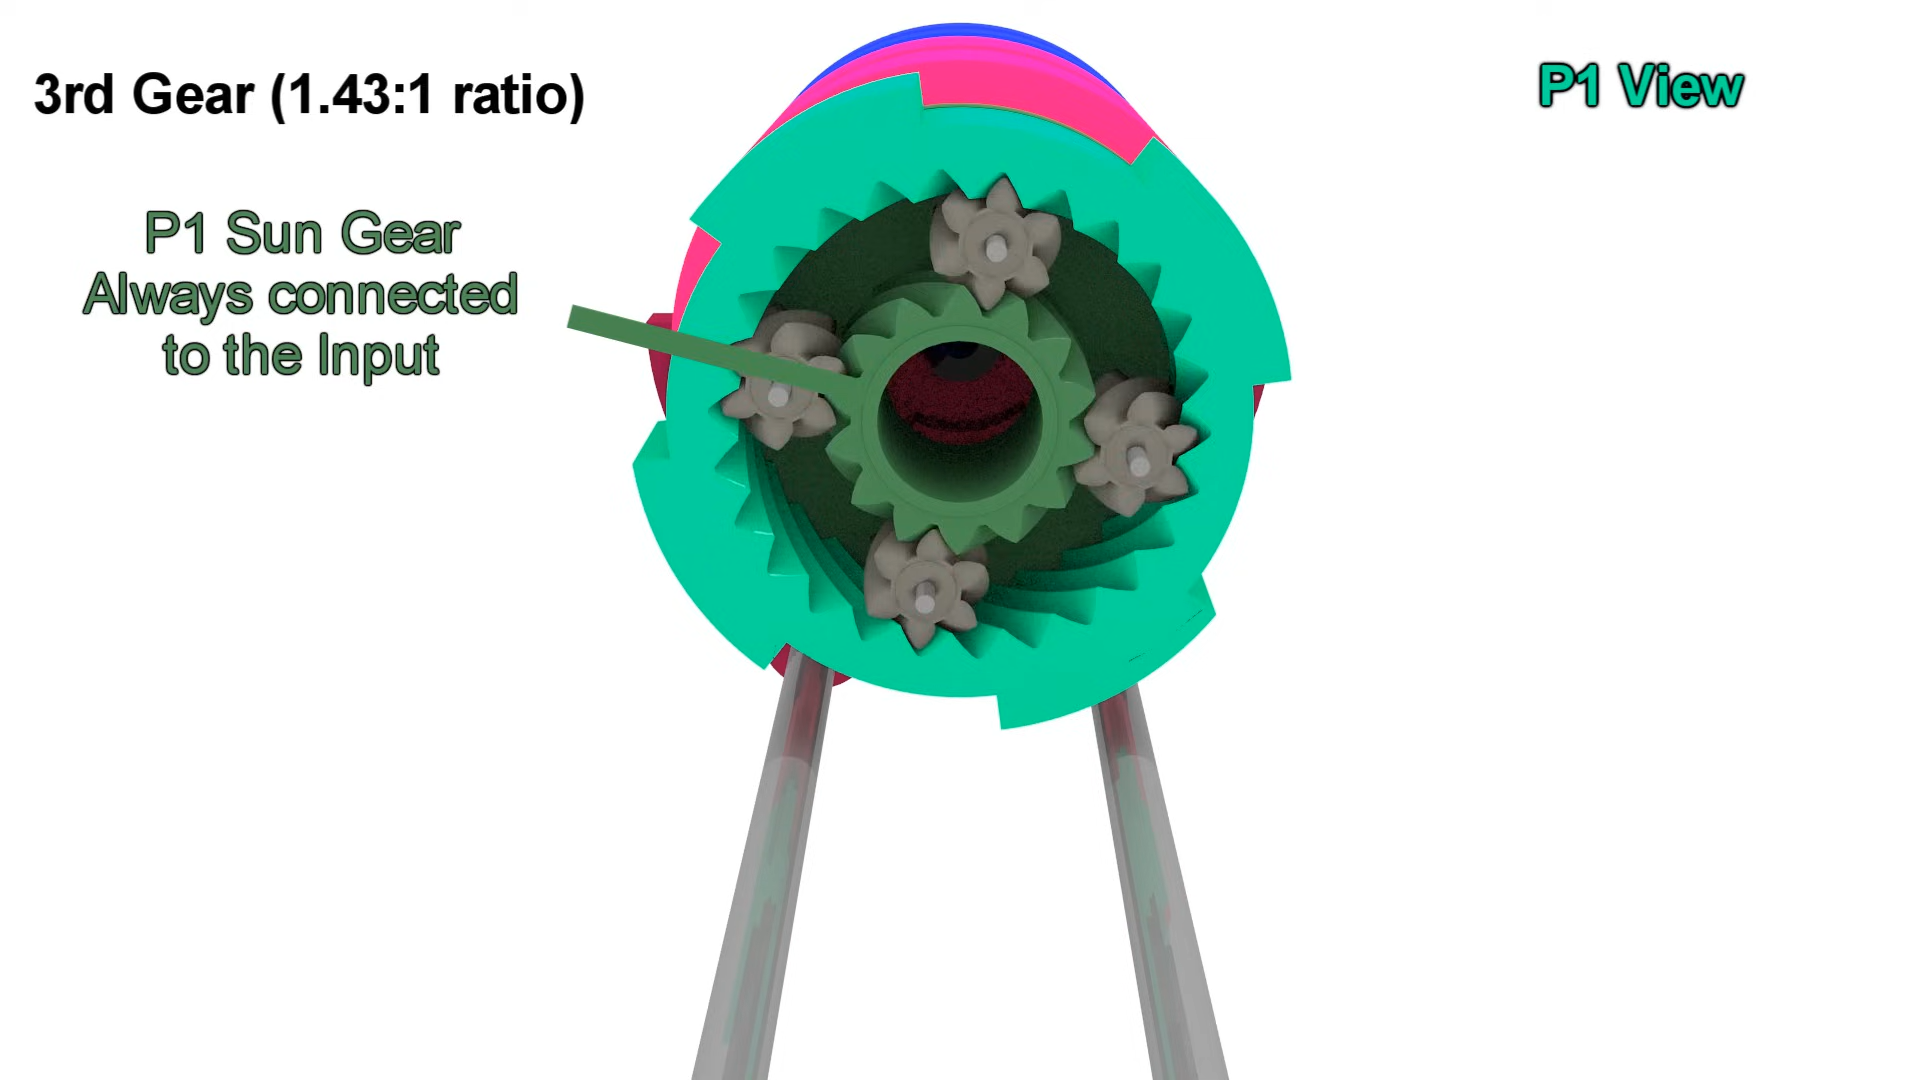 3rd Gear (1.43:1 ratio)
P1 View
P1 Sun Gear
Always connected
to the Input